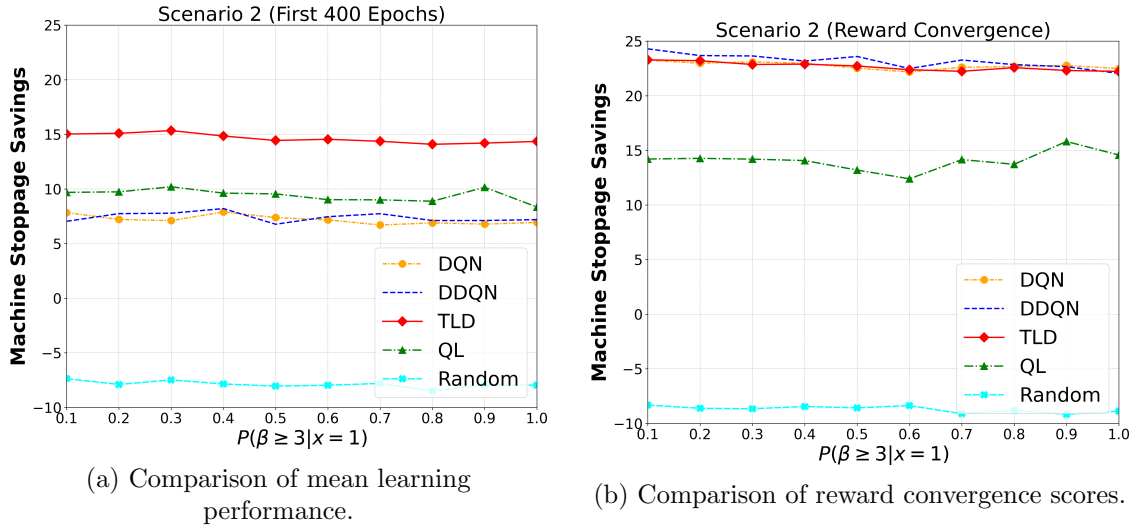 Scenario 2 (First 400 Epochs)
Machine Stoppage Savings
25
20
15
10
5
0
−5
−10
0.1 0.2 0.3 0.4 0.5 0.6 0.7 0.8 0.9 1.0
P(β ≥ 3|x = 1)
DQN
DDQN
TLD
QL
Random
(a) Comparison of mean learning
performance.
Scenario 2 (Reward Convergence)
Machine Stoppage Savings
25
20
15
10
5
0
−5
−10
0.1 0.2 0.3 0.4 0.5 0.6 0.7 0.8 0.9 1.0
P(β ≥ 3|x = 1)
DQN
DDQN
TLD
QL
Random
(b) Comparison of reward convergence scores.